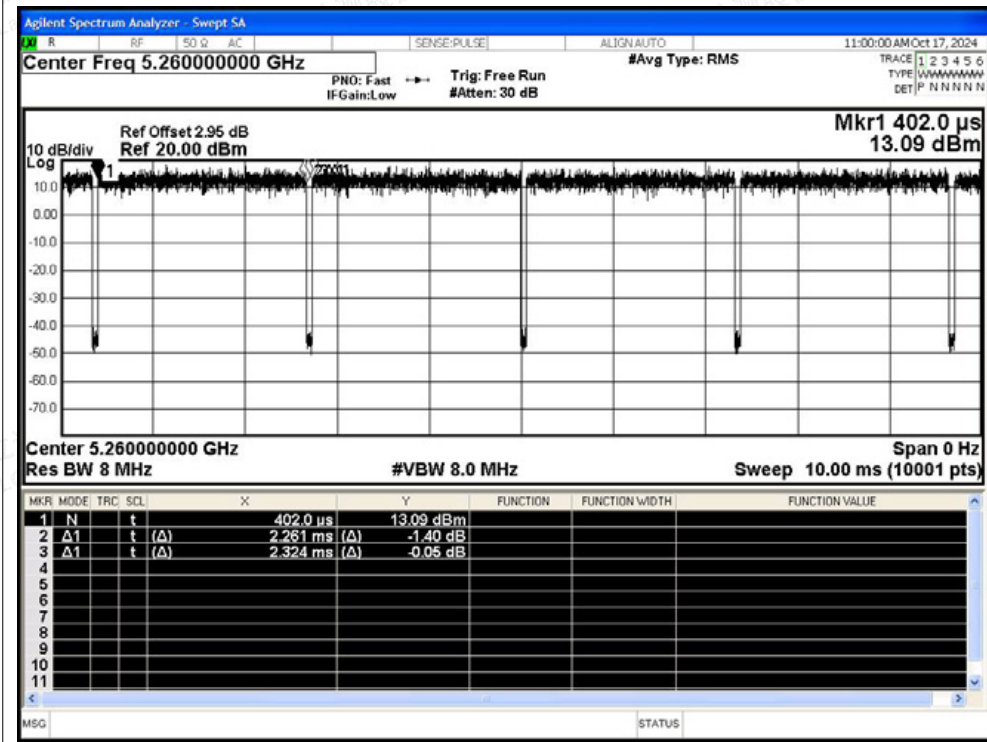 Agilent Spectrum Analyzer - Swept SA
R RF 50 Ω AC SENSE:PULSE ALIGN AUTO 11:00:00 AM Oct 17, 2024
Center Freq 5.260000000 GHz #Avg Type: RMS TRACE 1 2 3 4 5 6
PNO: Fast Trig: Free Run TYPE
IFGain:Low #Atten: 30 dB DET P N N N N N
Mkr1 402.0 µs
Ref Offset 2.95 dB
10 dB/div Ref 20.00 dBm 13.09 dBm
Log
1
10.0
0.00
-10.0
-20.0
-30.0
-40.0
-50.0
-60.0
-70.0
Center 5.260000000 GHz Span 0 Hz
Res BW 8 MHz #VBW 8.0 MHz Sweep 10.00 ms (10001 pts)
MKR MODE TRC SCL X Y FUNCTION FUNCTION WIDTH FUNCTION VALUE
1 N t 402.0 µs 13.09 dBm
2 Δ1 t (Δ) 2.261 ms (Δ) -1.40 dB
3 Δ1 t (Δ) 2.324 ms (Δ) -0.05 dB
4
5
6
7
8
9
10
11
MSG STATUS